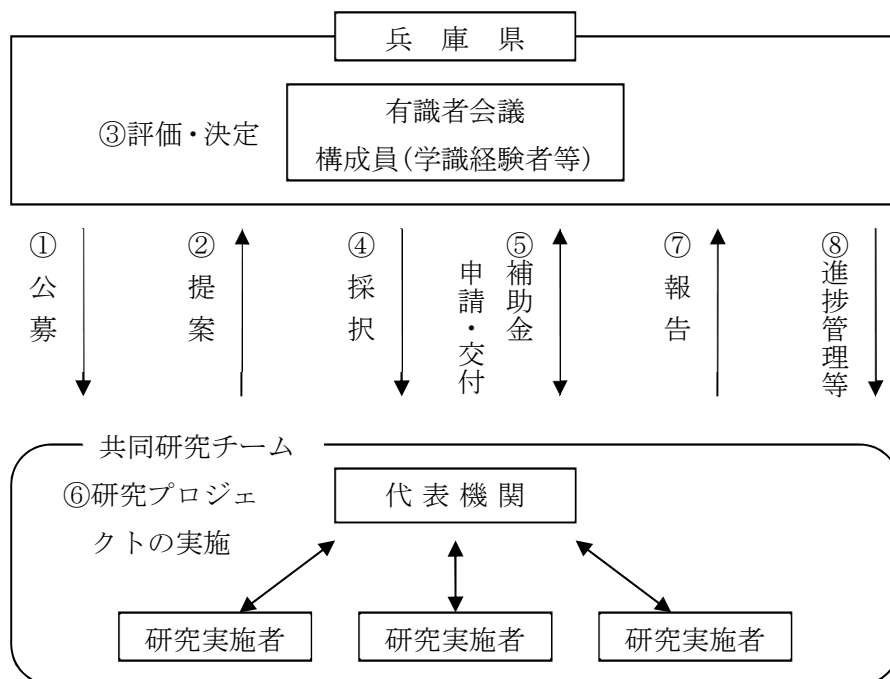 兵庫県
③評価・決定
有識者会議
構成員(学識経験者等)
①公募
②提案
④採択
⑤補助金
申請・交付
⑦報告
⑧進捗管理等
共同研究チーム
⑥研究プロジェ
クトの実施
代表機関
研究実施者
研究実施者
研究実施者